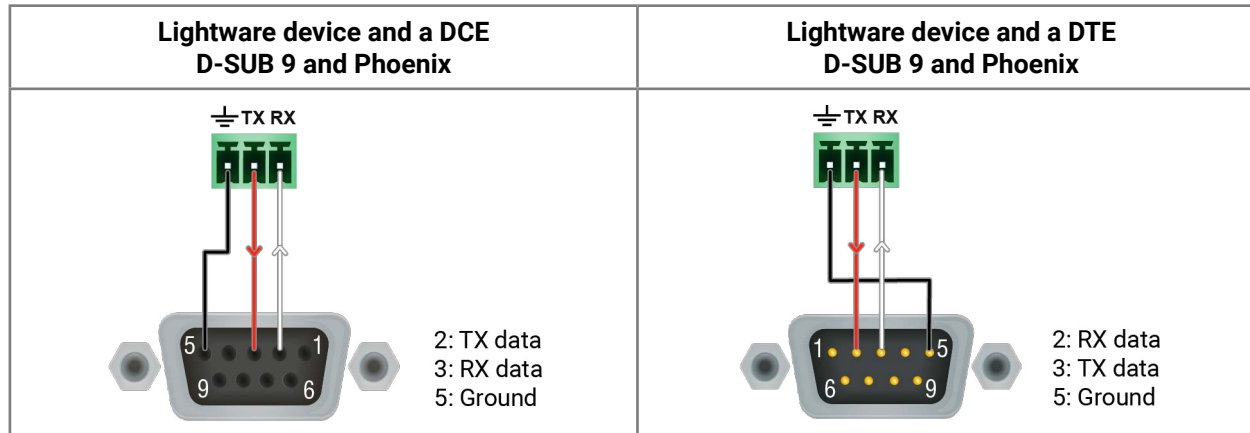 Lightware device and a DCE
D-SUB 9 and Phoenix
Lightware device and a DTE
D-SUB 9 and Phoenix
TX RX
5 1
9 6
2: TX data
3: RX data
5: Ground
TX RX
1 5
6 9
2: RX data
3: TX data
5: Ground